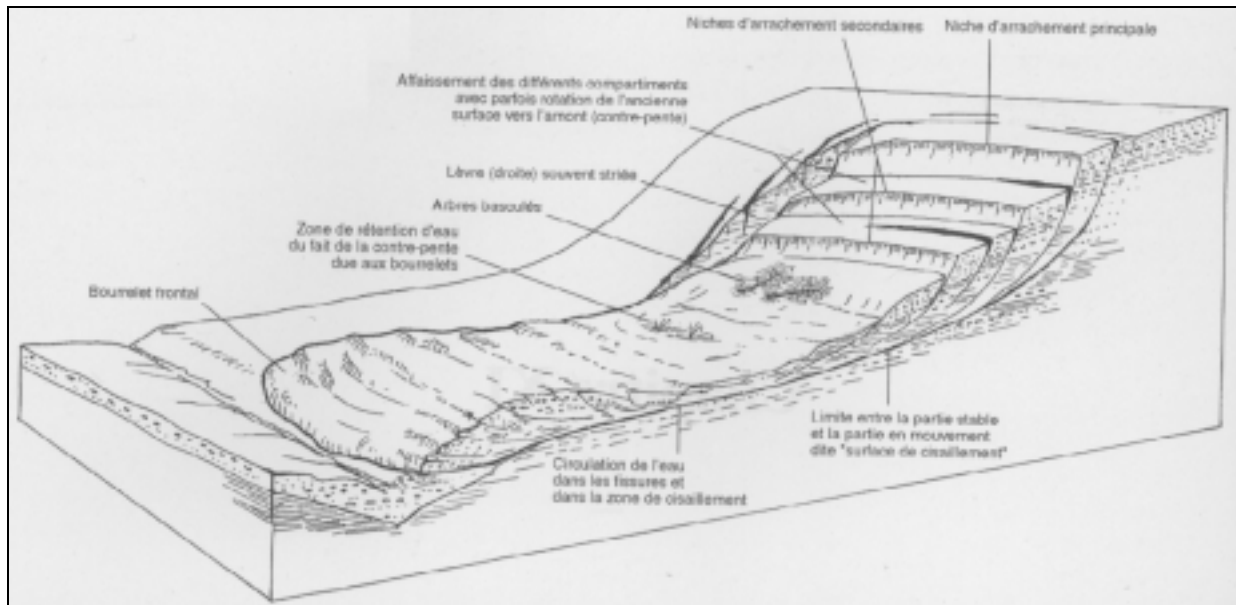 Niches d'arrachement secondaires
Niche d'arrachement principale
Affaissement des différents compartiments
avec parfois rotation de l'ancienne
surface vers l'amont (contre-pente)
Lèvre (droite) souvent striée
Arbres basculés
Zone de rétention d'eau
du fait de la contre-pente
due aux bourrelets
Bourrelet frontal
Limite entre la partie stable
et la partie en mouvement
dite "surface de cisaillement"
Circulation de l'eau
dans les fissures et
dans la zone de cisaillement